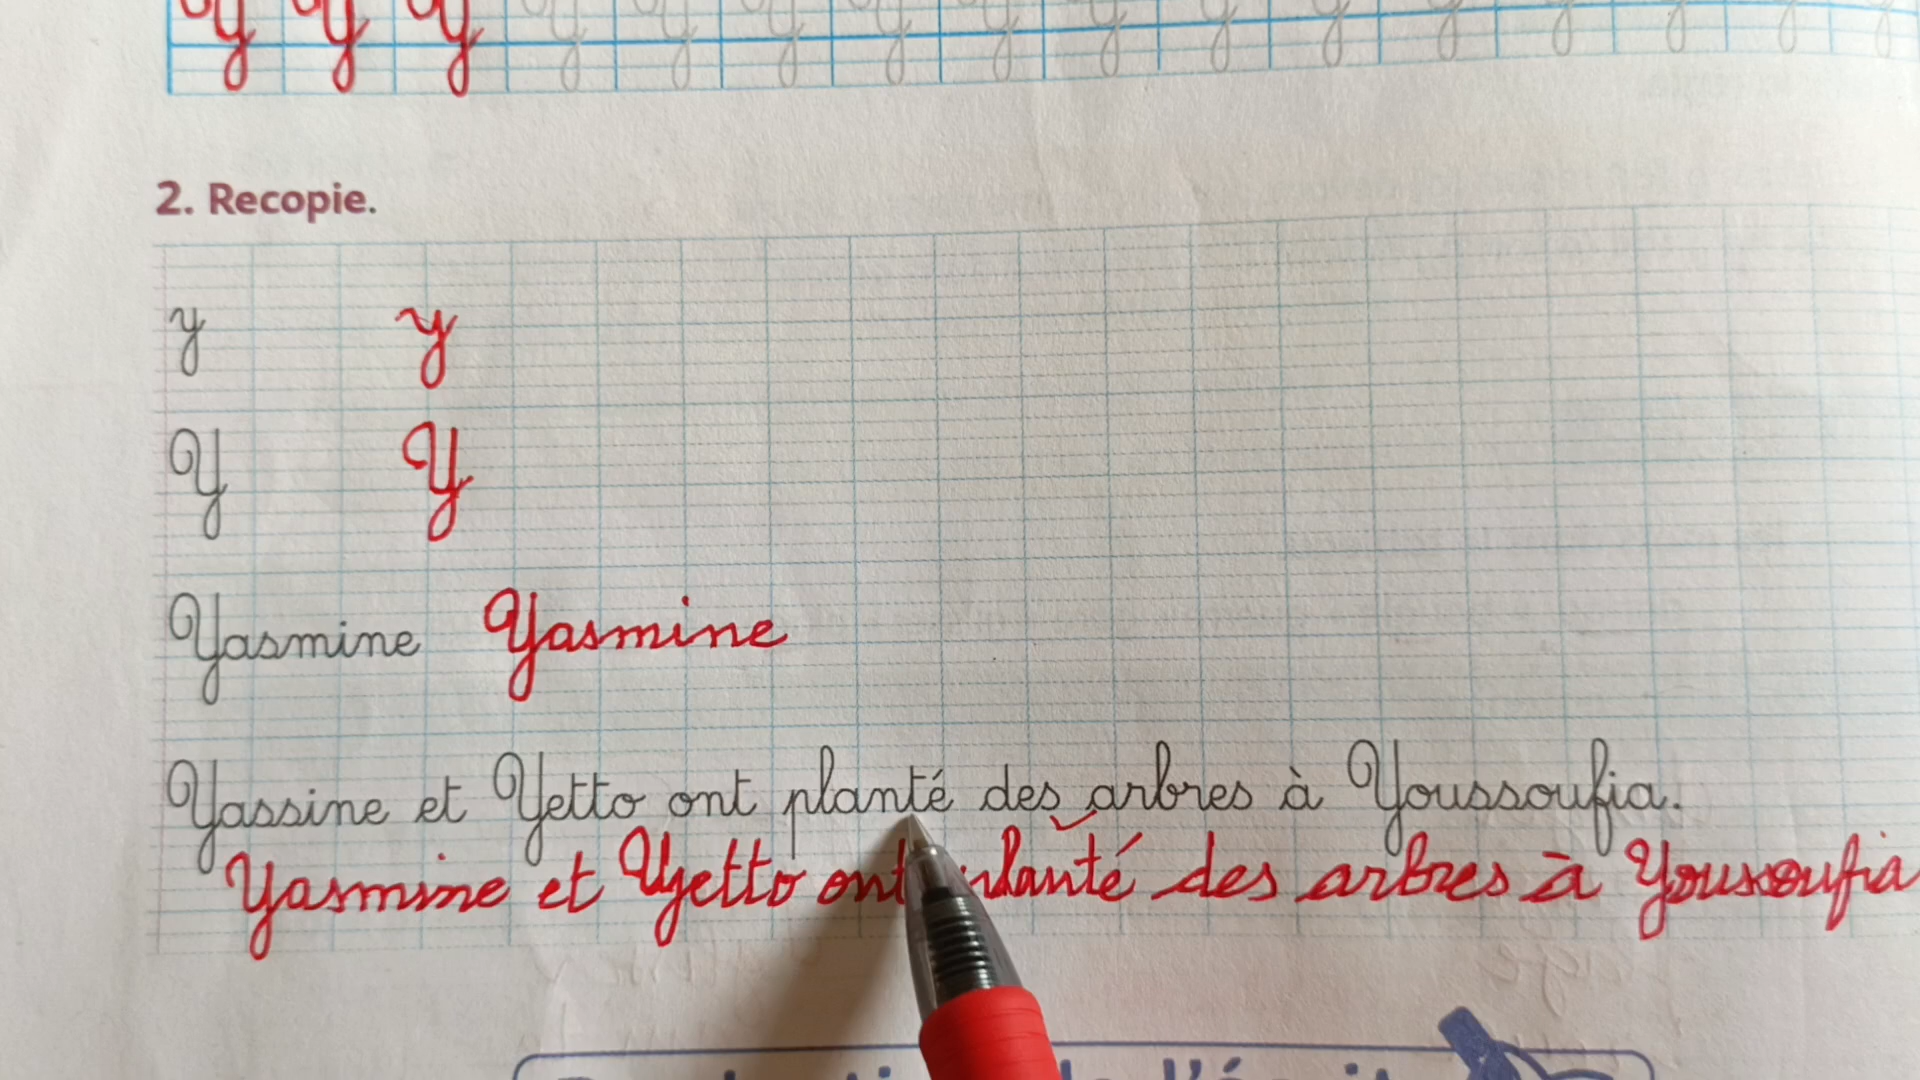 y y y y y y y y y y y y y y y y
2. Recopie.
y y
Y Y
Yasmine Yasmine
Yassine et Yetto ont planté des arbres à Youssoufia.
Yasmine et Yetto ont planté des arbres à Youssoufia